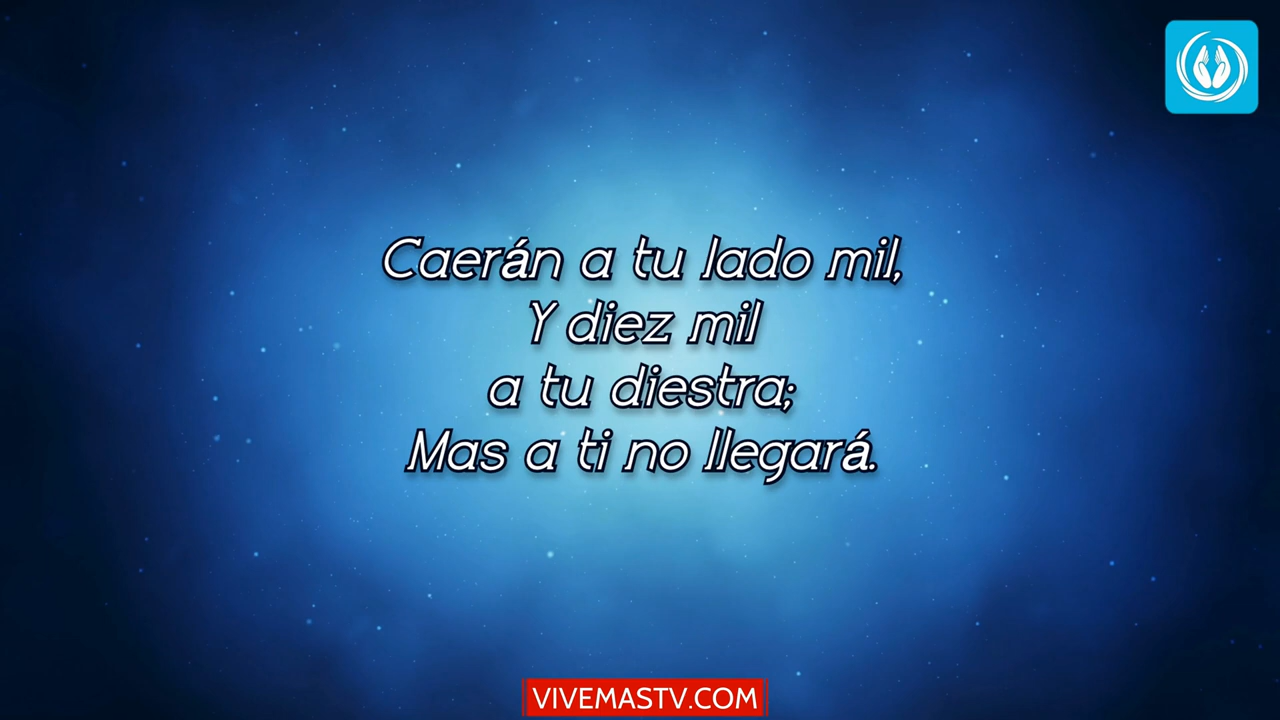 Caerán a tu lado mil,
Y diez mil
a tu diestra;
Mas a ti no llegará.
VIVEMASTV.COM